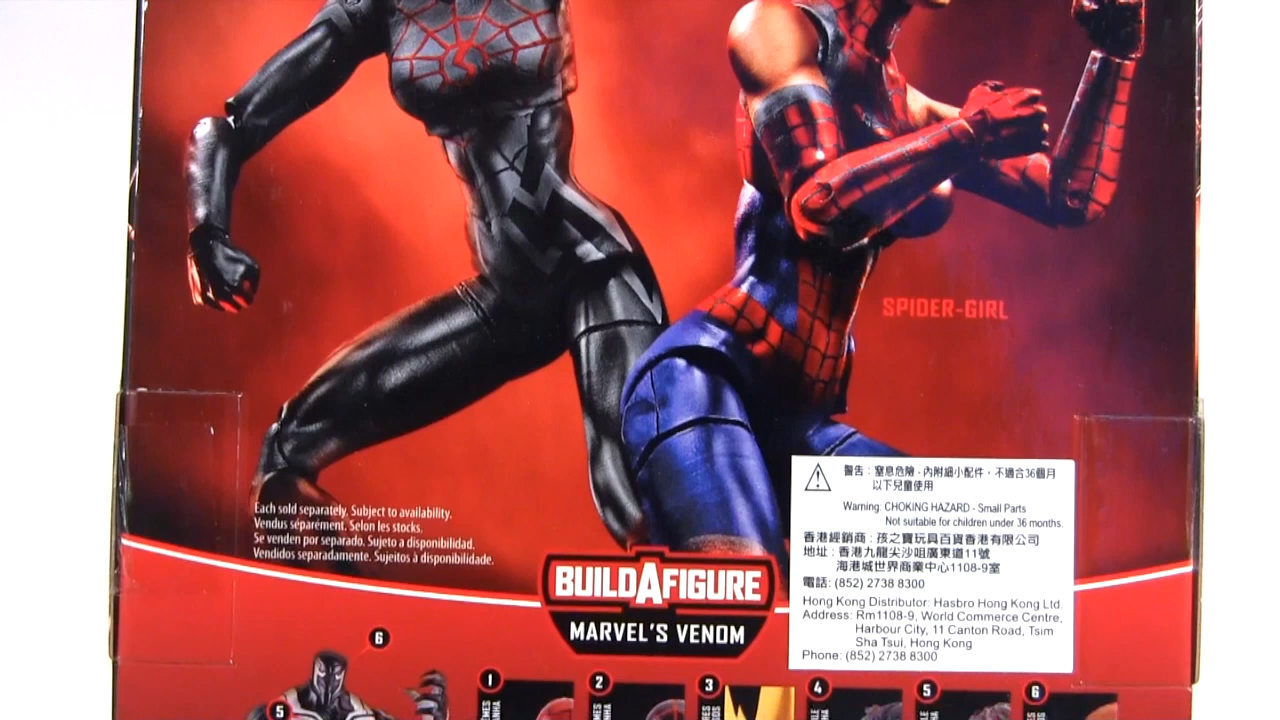 SPIDER-GIRL
Each sold separately. Subject to availability.
Vendus séparément. Selon les stocks.
Se venden por separado. Sujeto a disponibilidad.
Vendidos separadamente. Sujeitos à disponibilidade.
BUILDAFIGURE
MARVEL'S VENOM
警告：窒息危險 - 內附細小配件，不適合36個月
以下兒童使用
Warning: CHOKING HAZARD - Small Parts
Not suitable for children under 36 months.
香港經銷商：孩之寶玩具百貨香港有限公司
地址：香港九龍尖沙咀廣東道11號
海港城世界商業中心1108-9室
電話: (852) 2738 8300
Hong Kong Distributor: Hasbro Hong Kong Ltd.
Address: Rm1108-9, World Commerce Centre,
Harbour City, 11 Canton Road, Tsim
Sha Tsui, Hong Kong
Phone: (852) 2738 8300
6
5
1
2
3
4
5
6